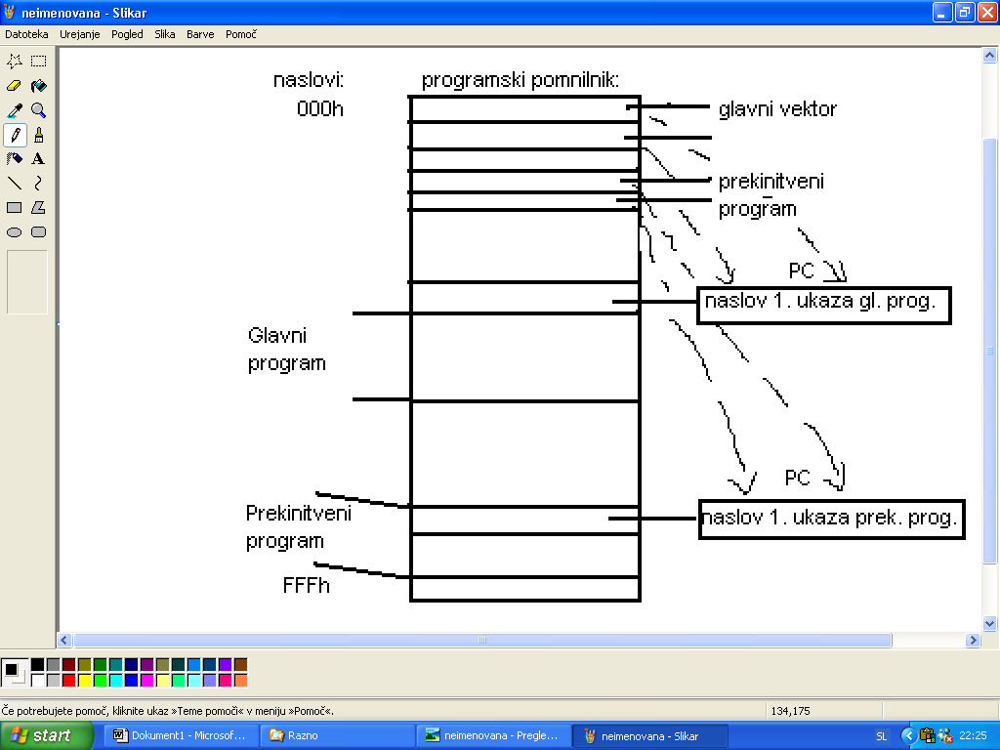 neimenovana - Slikar
Datoteka Urejanje Pogled Slika Barve Pomoč
naslovi: programski pomnilnik:
000h
glavni vektor
prekinitveni
program
PC
naslov 1. ukaza gl. prog.
Glavni
program
PC
Prekinitveni
program
naslov 1. ukaza prek. prog.
FFFh
Če potrebujete pomoč, kliknite ukaz »Teme pomoči« v meniju »Pomoč«.
134,175
start
Dokument1 - Microsof...
Razno
neimenovana - Pregle...
neimenovana - Slikar
SL
22:25